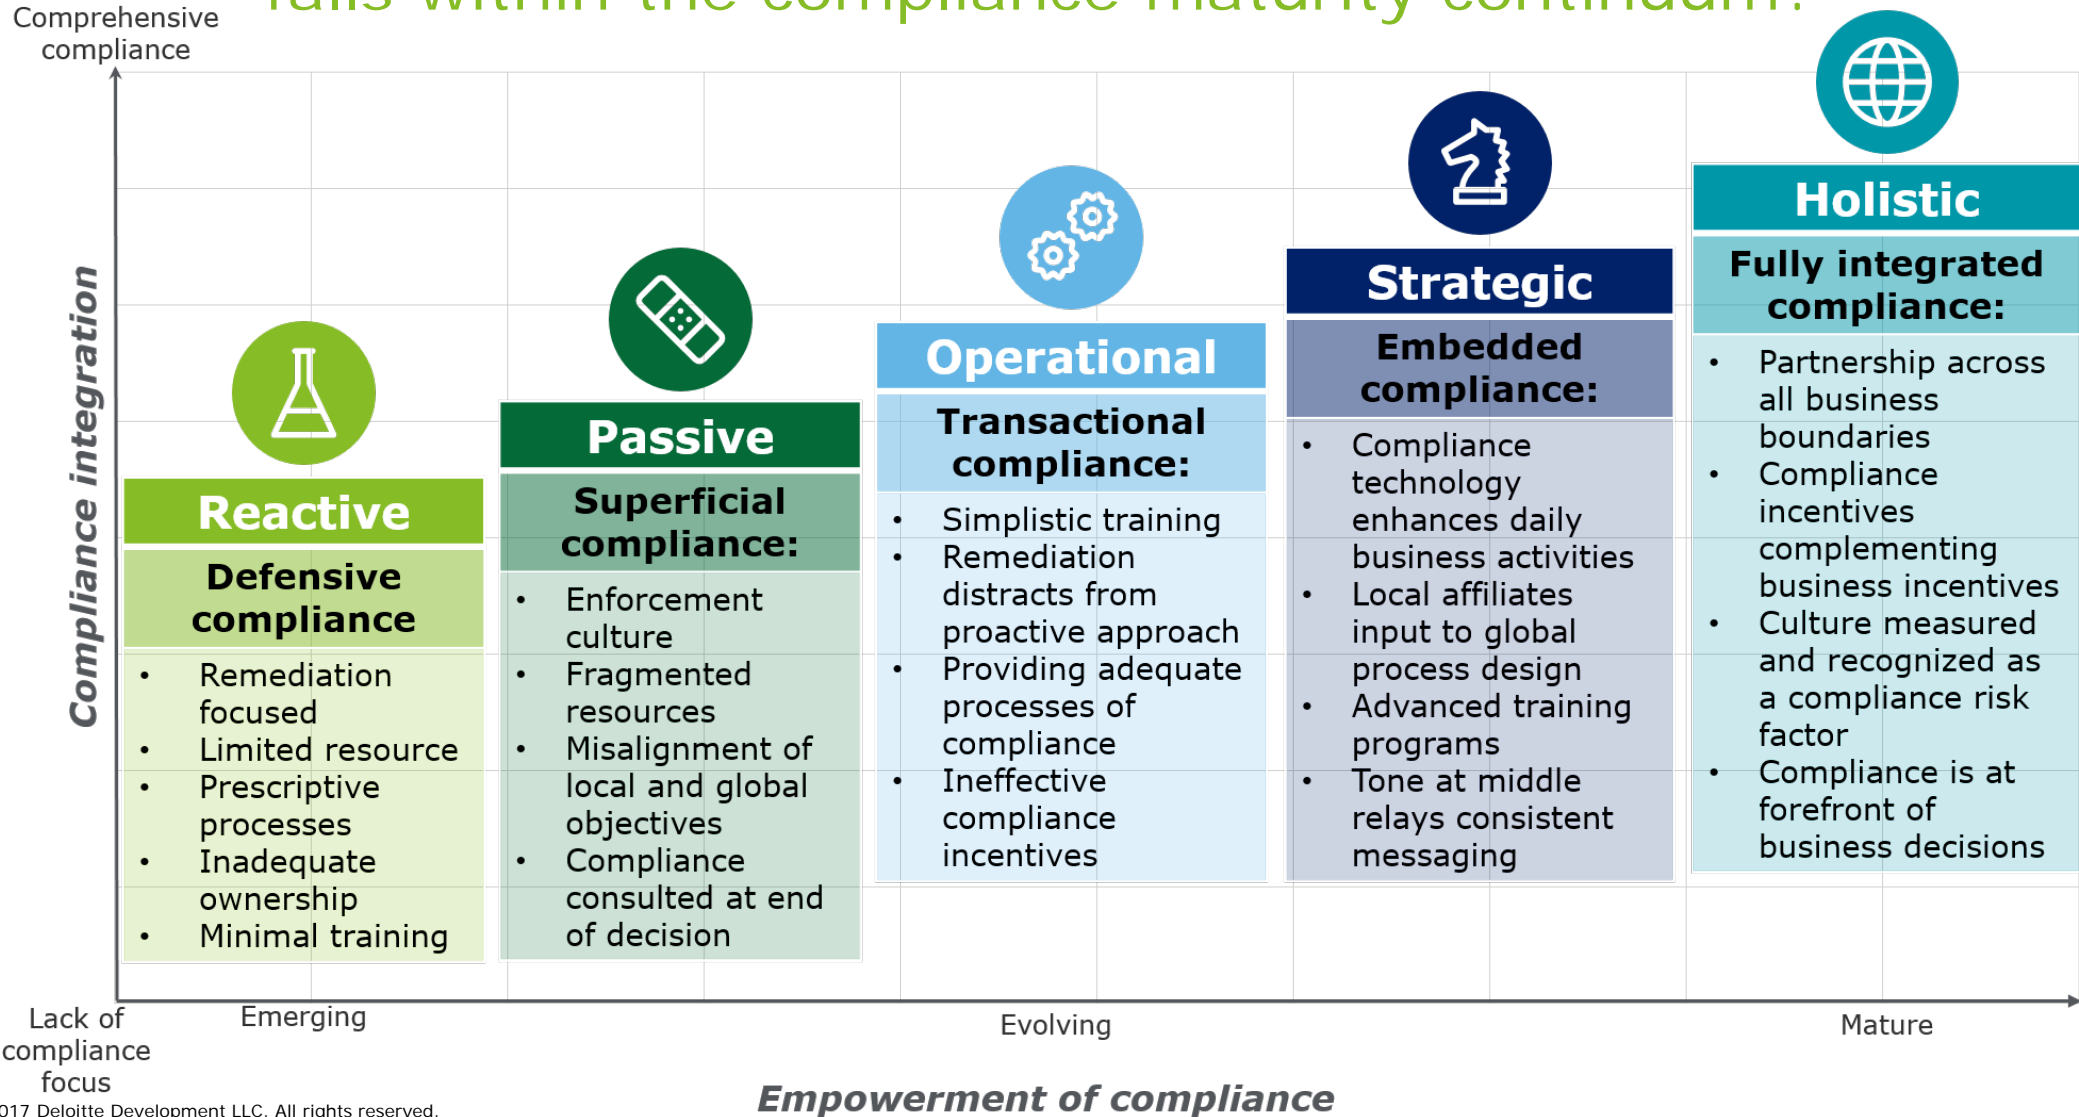 falls within the compliance maturity continuum?
Comprehensive
compliance
Compliance integration
Reactive
Defensive
compliance
• Remediation
focused
• Limited resource
• Prescriptive
processes
• Inadequate
ownership
• Minimal training
Passive
Superficial
compliance:
• Enforcement
culture
• Fragmented
resources
• Misalignment of
local and global
objectives
• Compliance
consulted at end
of decision
Operational
Transactional
compliance:
• Simplistic training
• Remediation
distracts from
proactive approach
• Providing adequate
processes of
compliance
• Ineffective
compliance
incentives
Strategic
Embedded
compliance:
• Compliance
technology
enhances daily
business activities
• Local affiliates
input to global
process design
• Advanced training
programs
• Tone at middle
relays consistent
messaging
Holistic
Fully integrated
compliance:
• Partnership across
all business
boundaries
• Compliance
incentives
complementing
business incentives
• Culture measured
and recognized as
a compliance risk
factor
• Compliance is at
forefront of
business decisions
Lack of
compliance
focus
Emerging
Evolving
Mature
Empowerment of compliance
017 Deloitte Development LLC. All rights reserved.